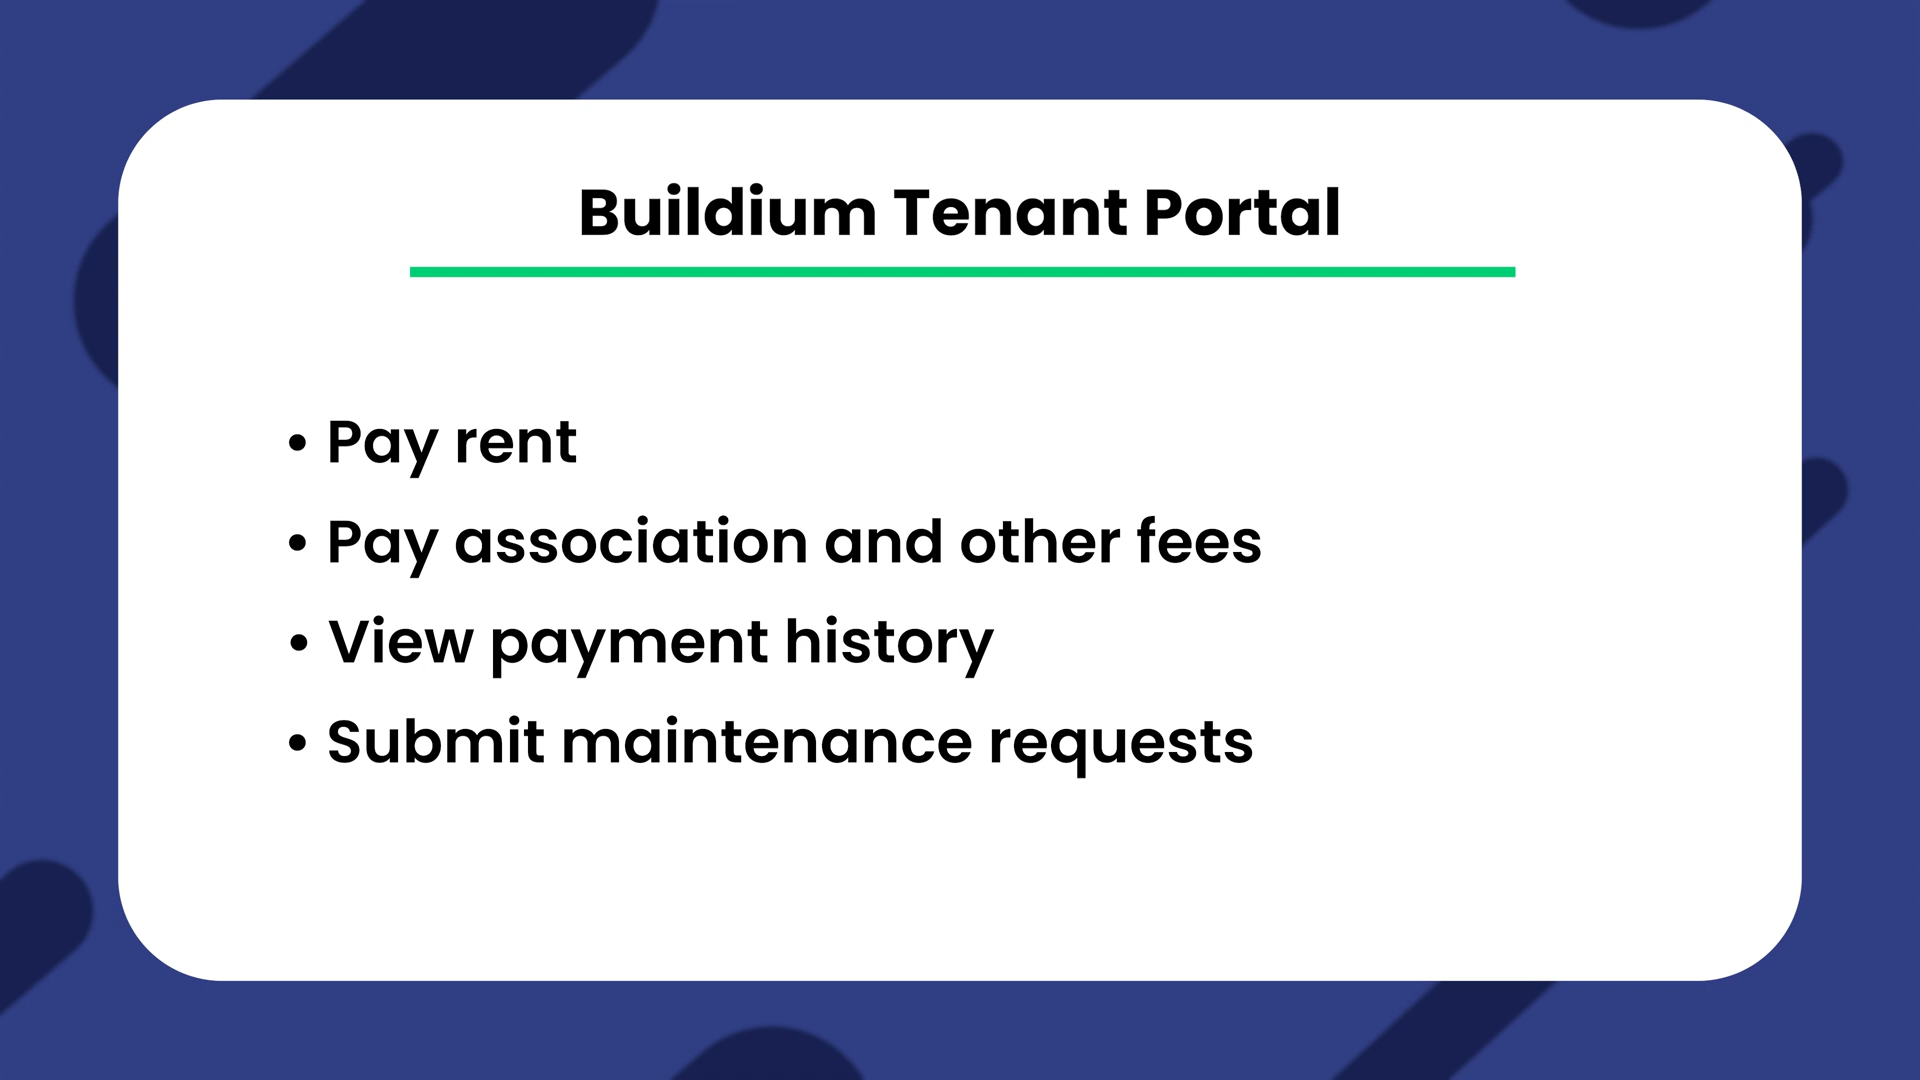 Buildium Tenant Portal
• Pay rent
• Pay association and other fees
• View payment history
• Submit maintenance requests